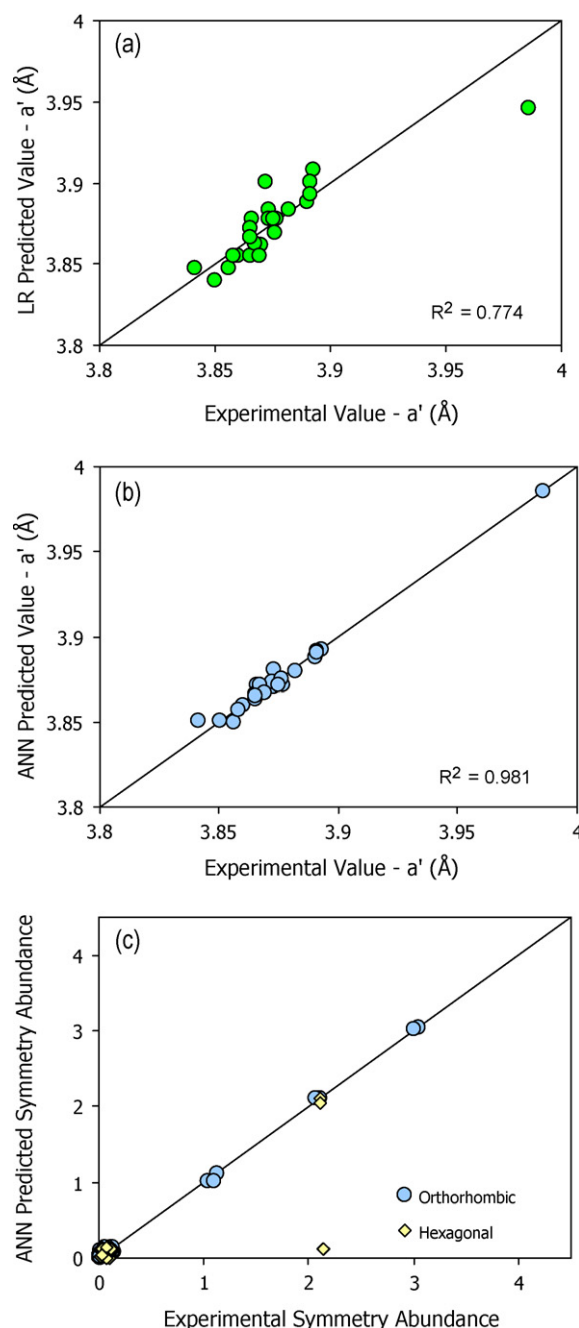 (a)
LR Predicted Value - a' (Å)
4
3.95
3.9
3.85
3.8
R² = 0.774
3.8 3.85 3.9 3.95 4
Experimental Value - a' (Å)
(b)
ANN Predicted Value - a' (Å)
4
3.95
3.9
3.85
3.8
R² = 0.981
3.8 3.85 3.9 3.95 4
Experimental Value - a' (Å)
(c)
ANN Predicted Symmetry Abundance
4
3
2
1
0
Orthorhombic
Hexagonal
0 1 2 3 4
Experimental Symmetry Abundance